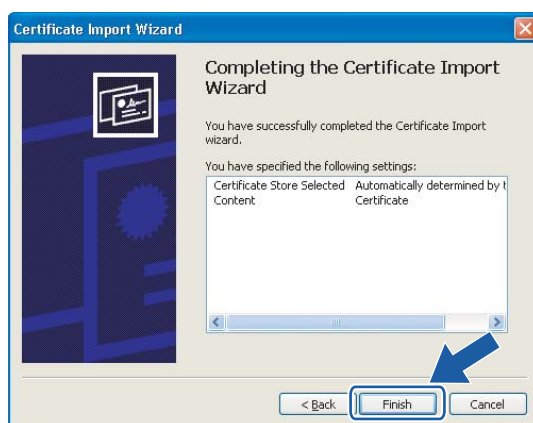 Certificate Import Wizard
Completing the Certificate Import
Wizard
You have successfully completed the Certificate Import
wizard.
You have specified the following settings:
Certificate Store Selected Automatically determined by t
Content Certificate
< Back Finish Cancel